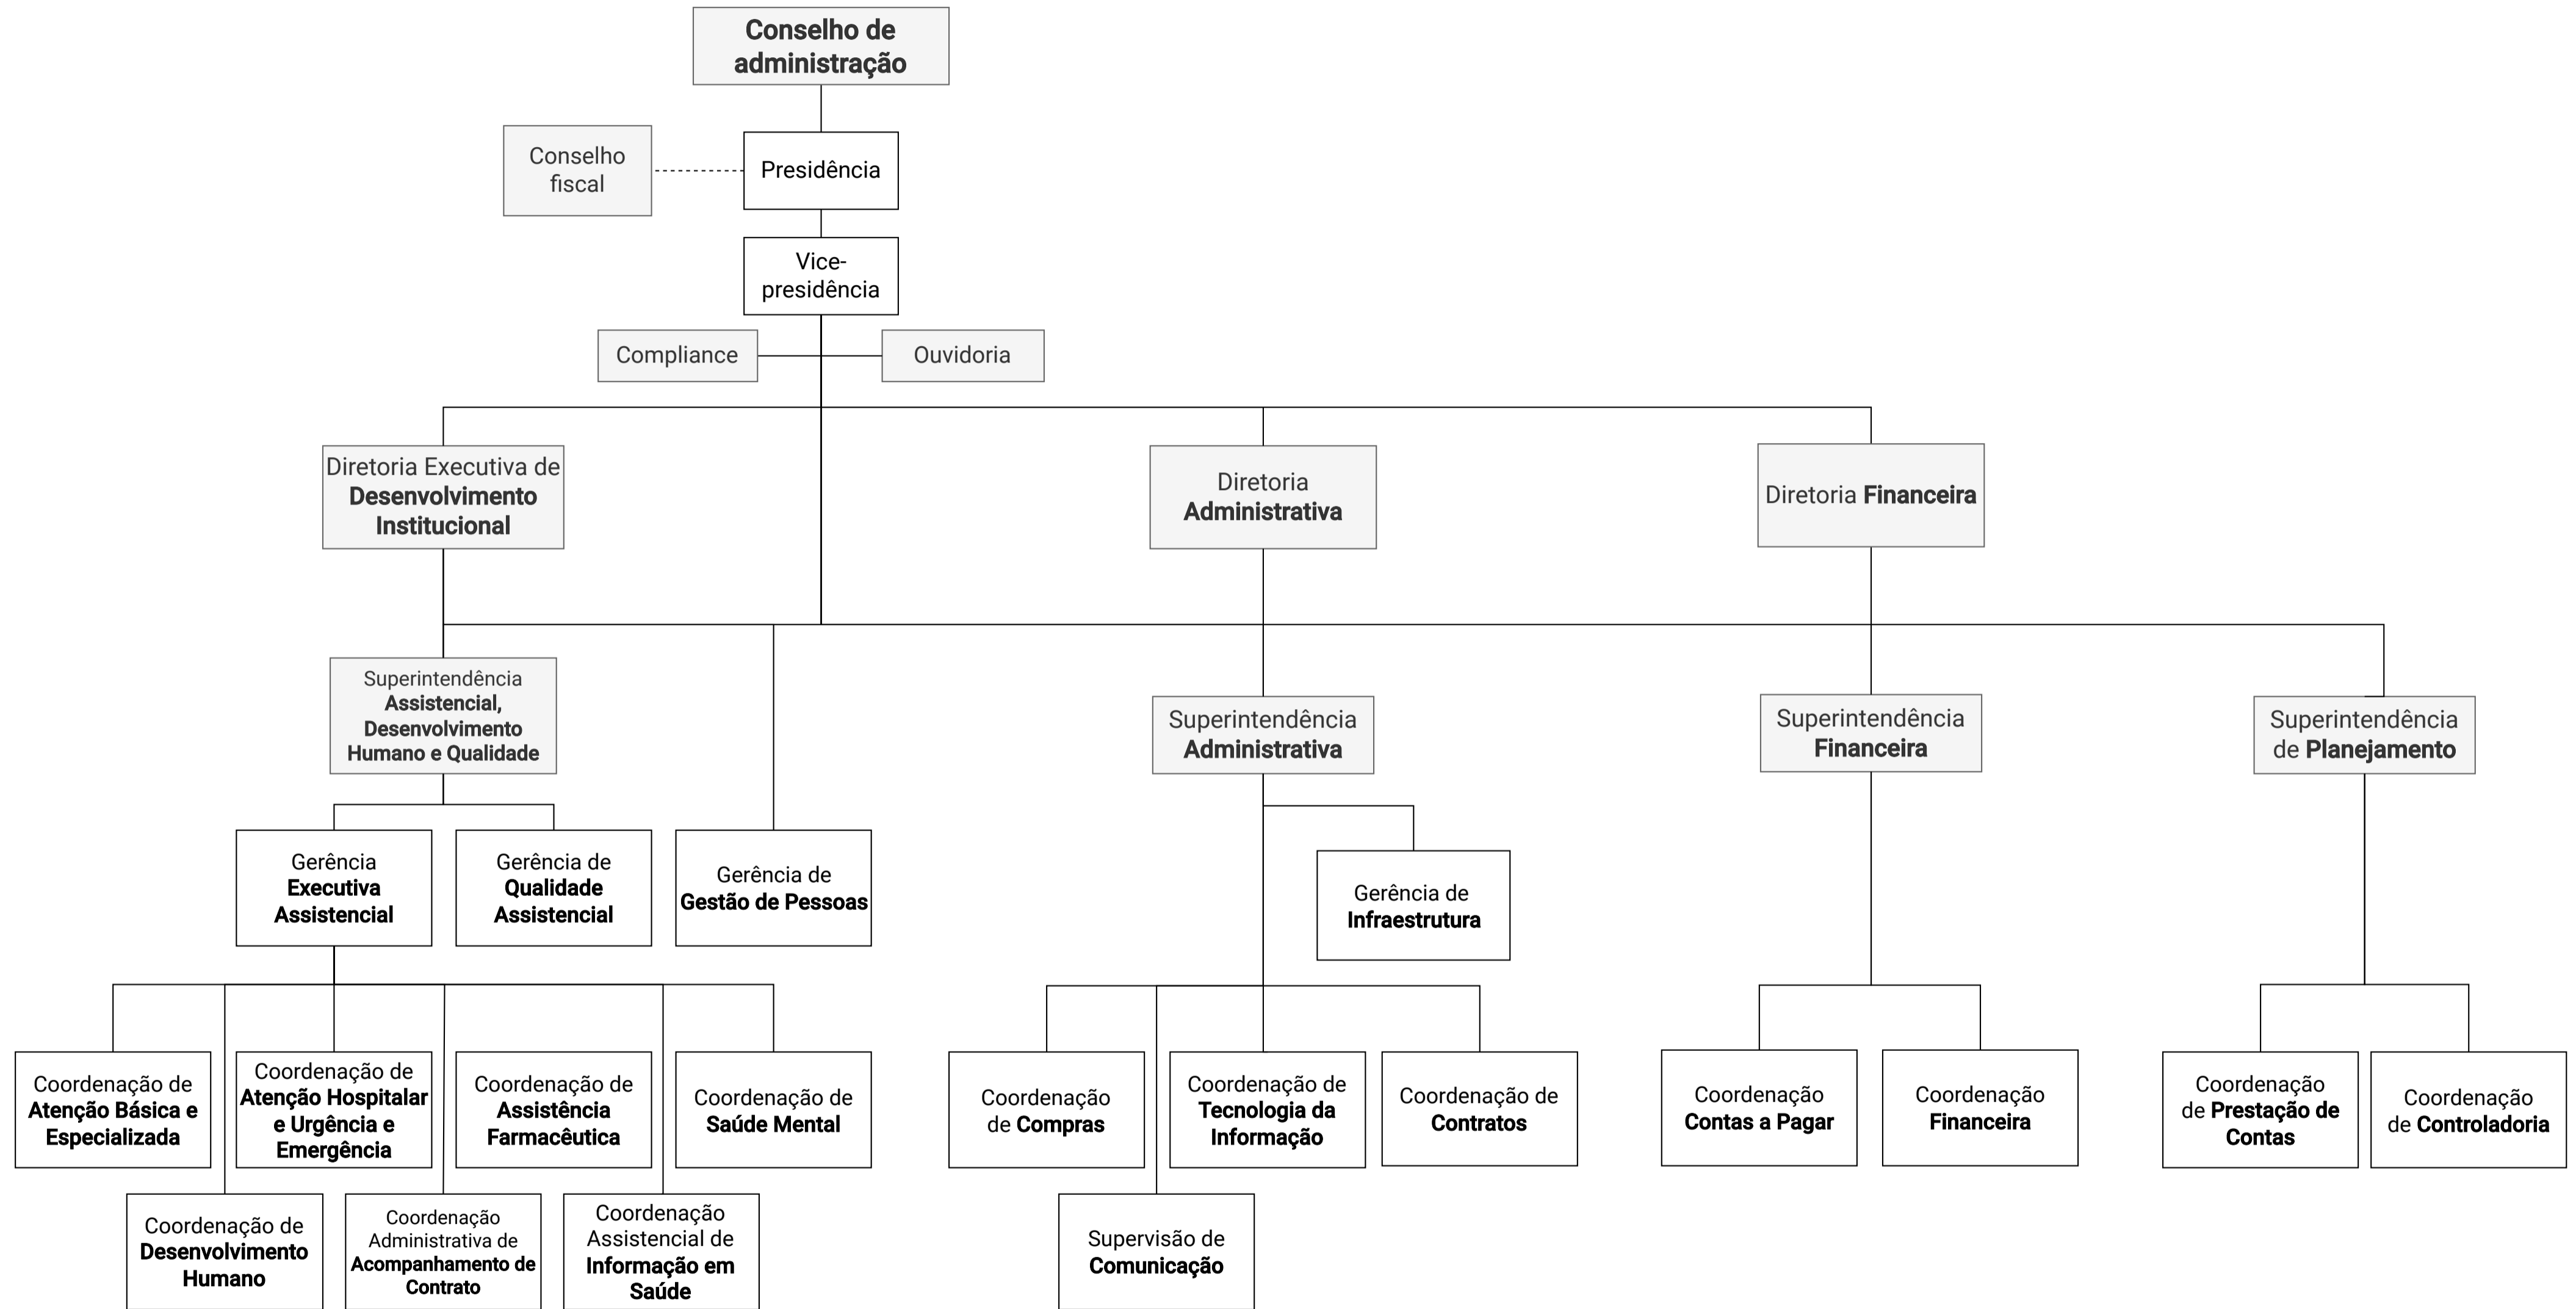 Conselho de
administração
Conselho
fiscal
Presidência
Vice-
presidência
Compliance
Ouvidoria
Diretoria Executiva de
Desenvolvimento
Institucional
Diretoria
Administrativa
Diretoria Financeira
Superintendência
Assistencial,
Desenvolvimento
Humano e Qualidade
Superintendência
Administrativa
Superintendência
Financeira
Superintendência
de Planejamento
Gerência
Executiva
Assistencial
Gerência de
Qualidade
Assistencial
Gerência de
Gestão de Pessoas
Gerência de
Infraestrutura
Coordenação de
Atenção Básica e
Especializada
Coordenação de
Atenção Hospitalar
e Urgência e
Emergência
Coordenação de
Assistência
Farmacêutica
Coordenação de
Saúde Mental
Coordenação
de Compras
Coordenação de
Tecnologia da
Informação
Coordenação de
Contratos
Coordenação
Contas a Pagar
Coordenação
Financeira
Coordenação
de Prestação de
Contas
Coordenação
de Controladoria
Coordenação de
Desenvolvimento
Humano
Coordenação
Administrativa de
Acompanhamento de
Contrato
Coordenação
Assistencial de
Informação em
Saúde
Supervisão de
Comunicação